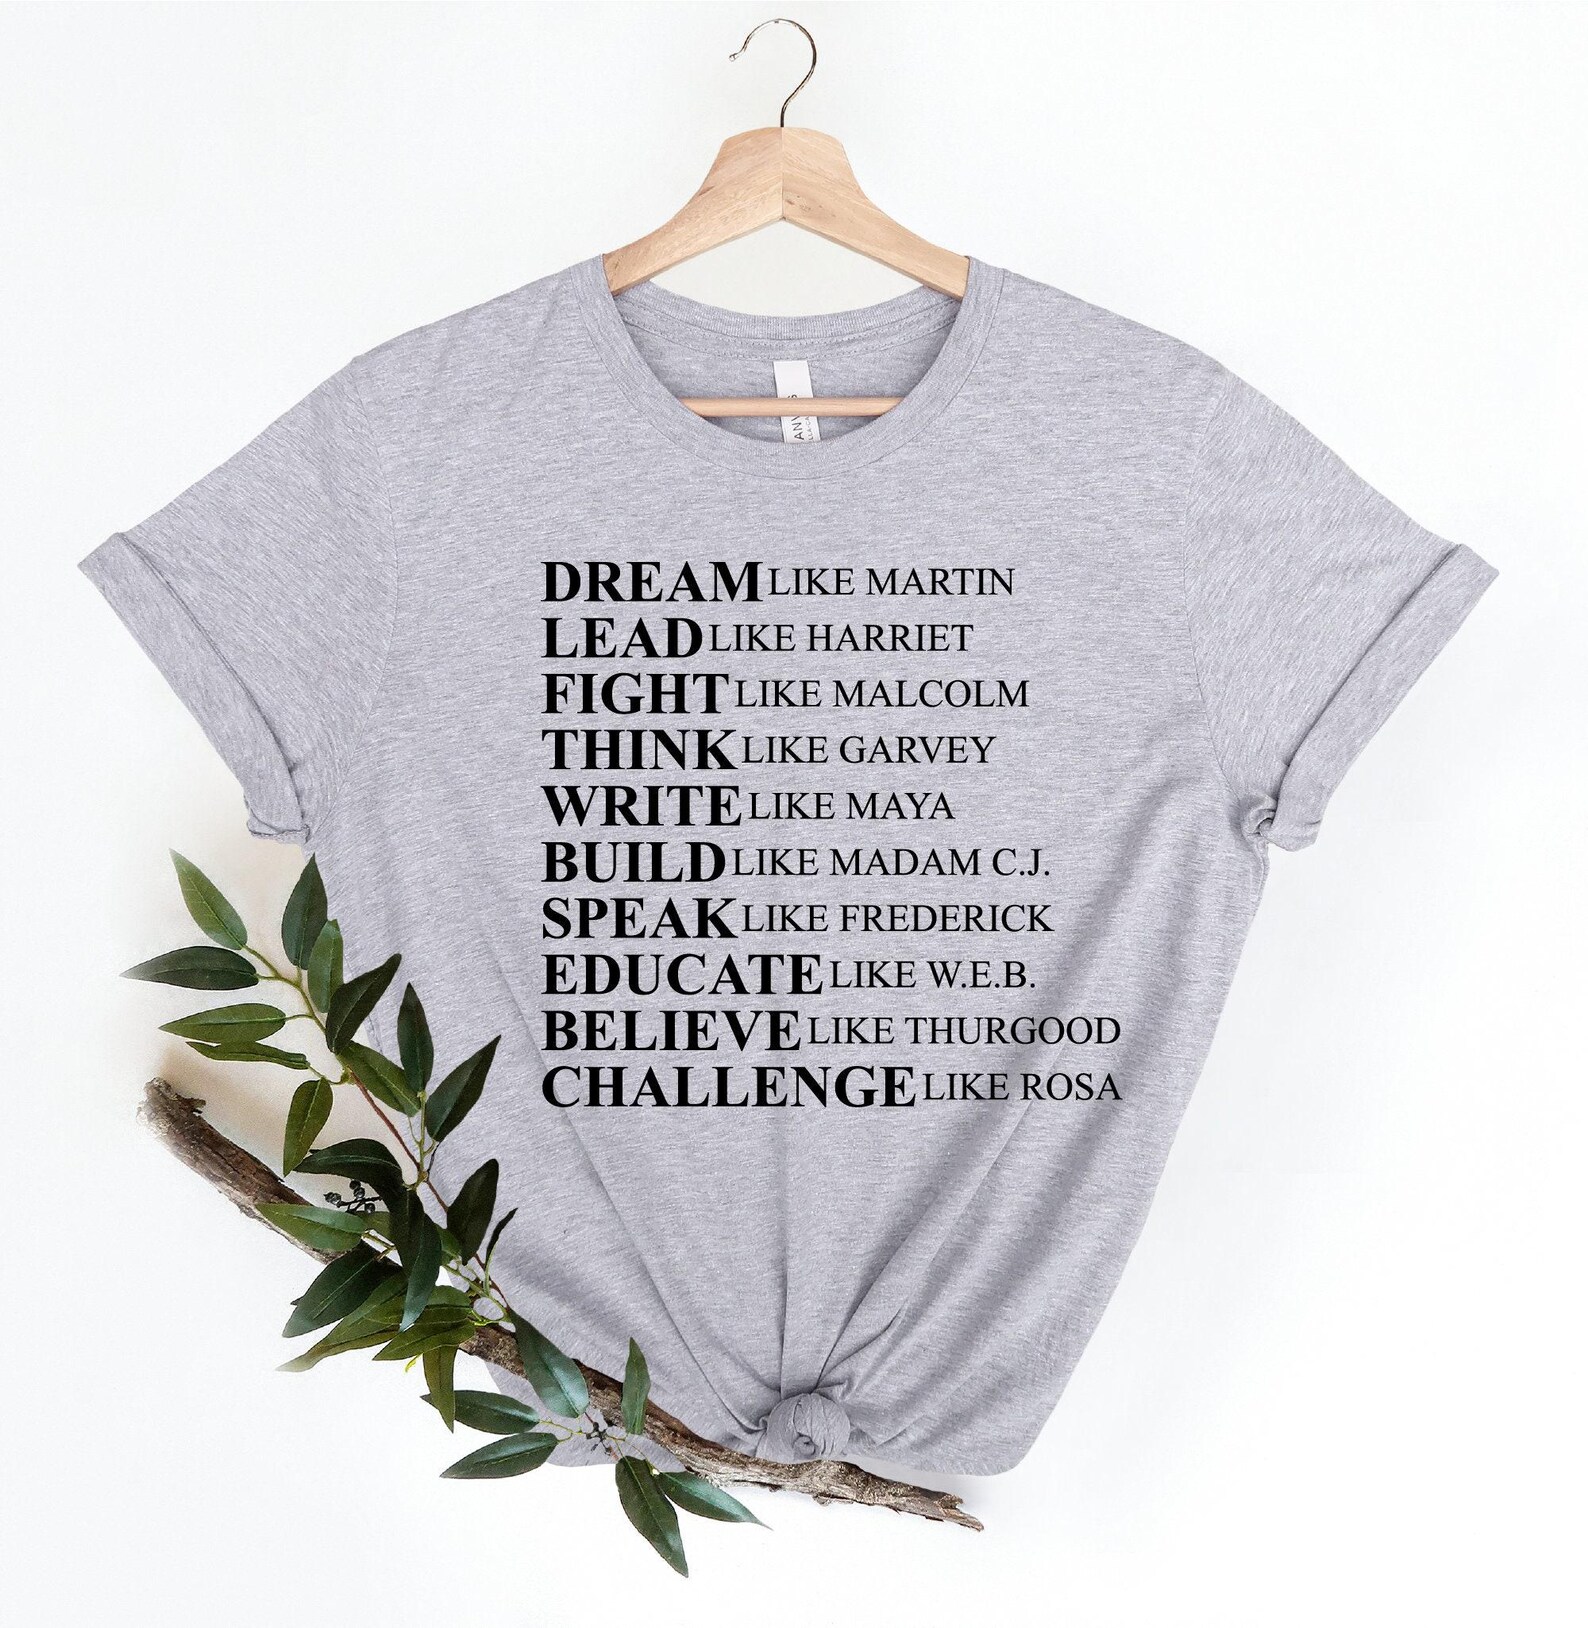 DREAM LIKE MARTIN
LEAD LIKE HARRIET
FIGHT LIKE MALCOLM
THINK LIKE GARVEY
WRITE LIKE MAYA
BUILD LIKE MADAM C.J.
SPEAK LIKE FREDERICK
EDUCATE LIKE W.E.B.
BELIEVE LIKE THURGOOD
CHALLENGE LIKE ROSA